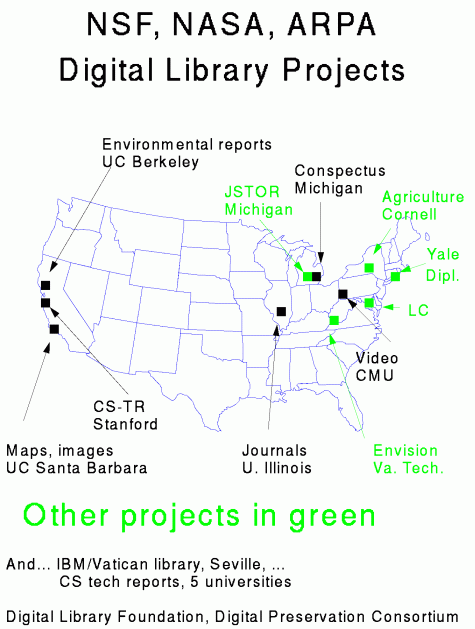 NSF, NASA, ARPA
Digital Library Projects
Environmental reports
UC Berkeley
Conspectus
Michigan
JSTOR
Michigan
Agriculture
Cornell
Yale
Dipl.
LC
Video
CMU
CS-TR
Stanford
Maps, images
UC Santa Barbara
Journals
U. Illinois
Envision
Va. Tech.
Other projects in green
And... IBM/Vatican library, Seville, ...
CS tech reports, 5 universities
Digital Library Foundation, Digital Preservation Consortium